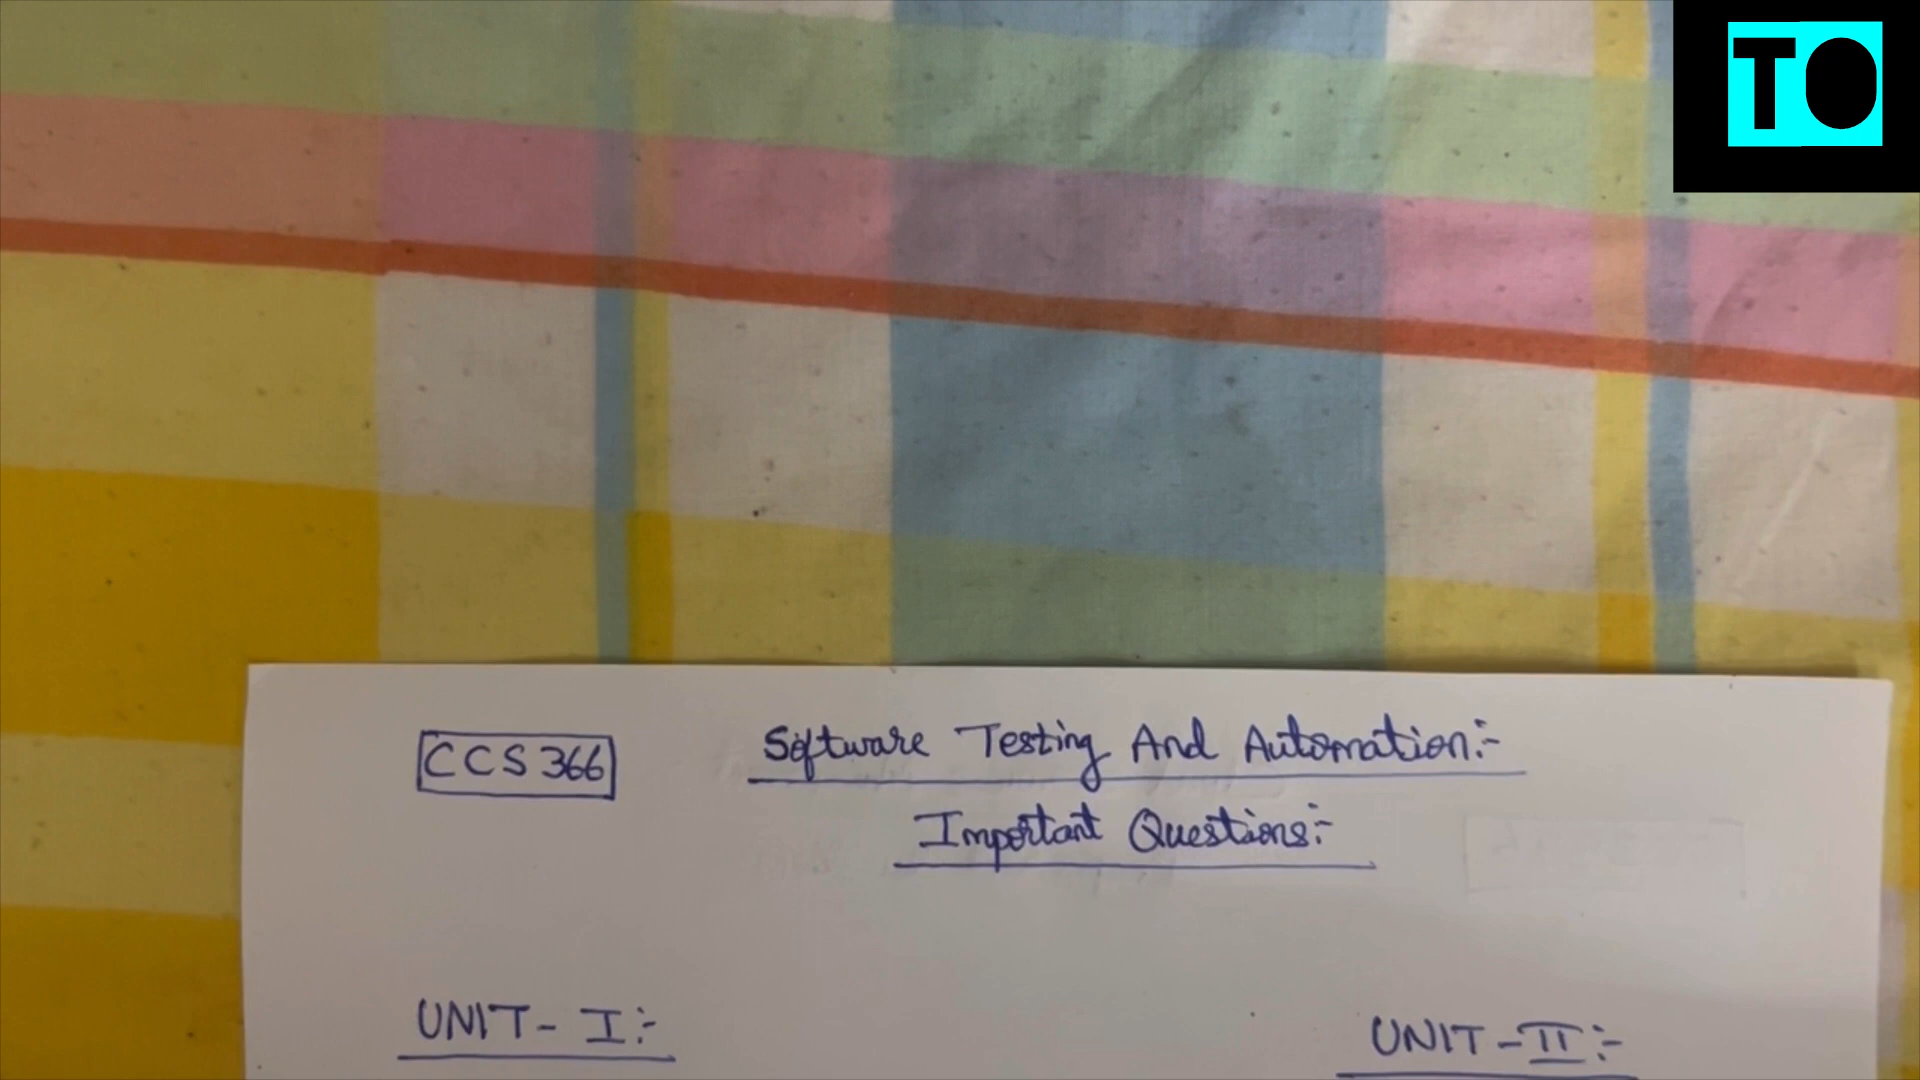 TO
CCS 366
Software Testing And Automation:-
Important Questions:-
UNIT- I:-
UNIT-II:-